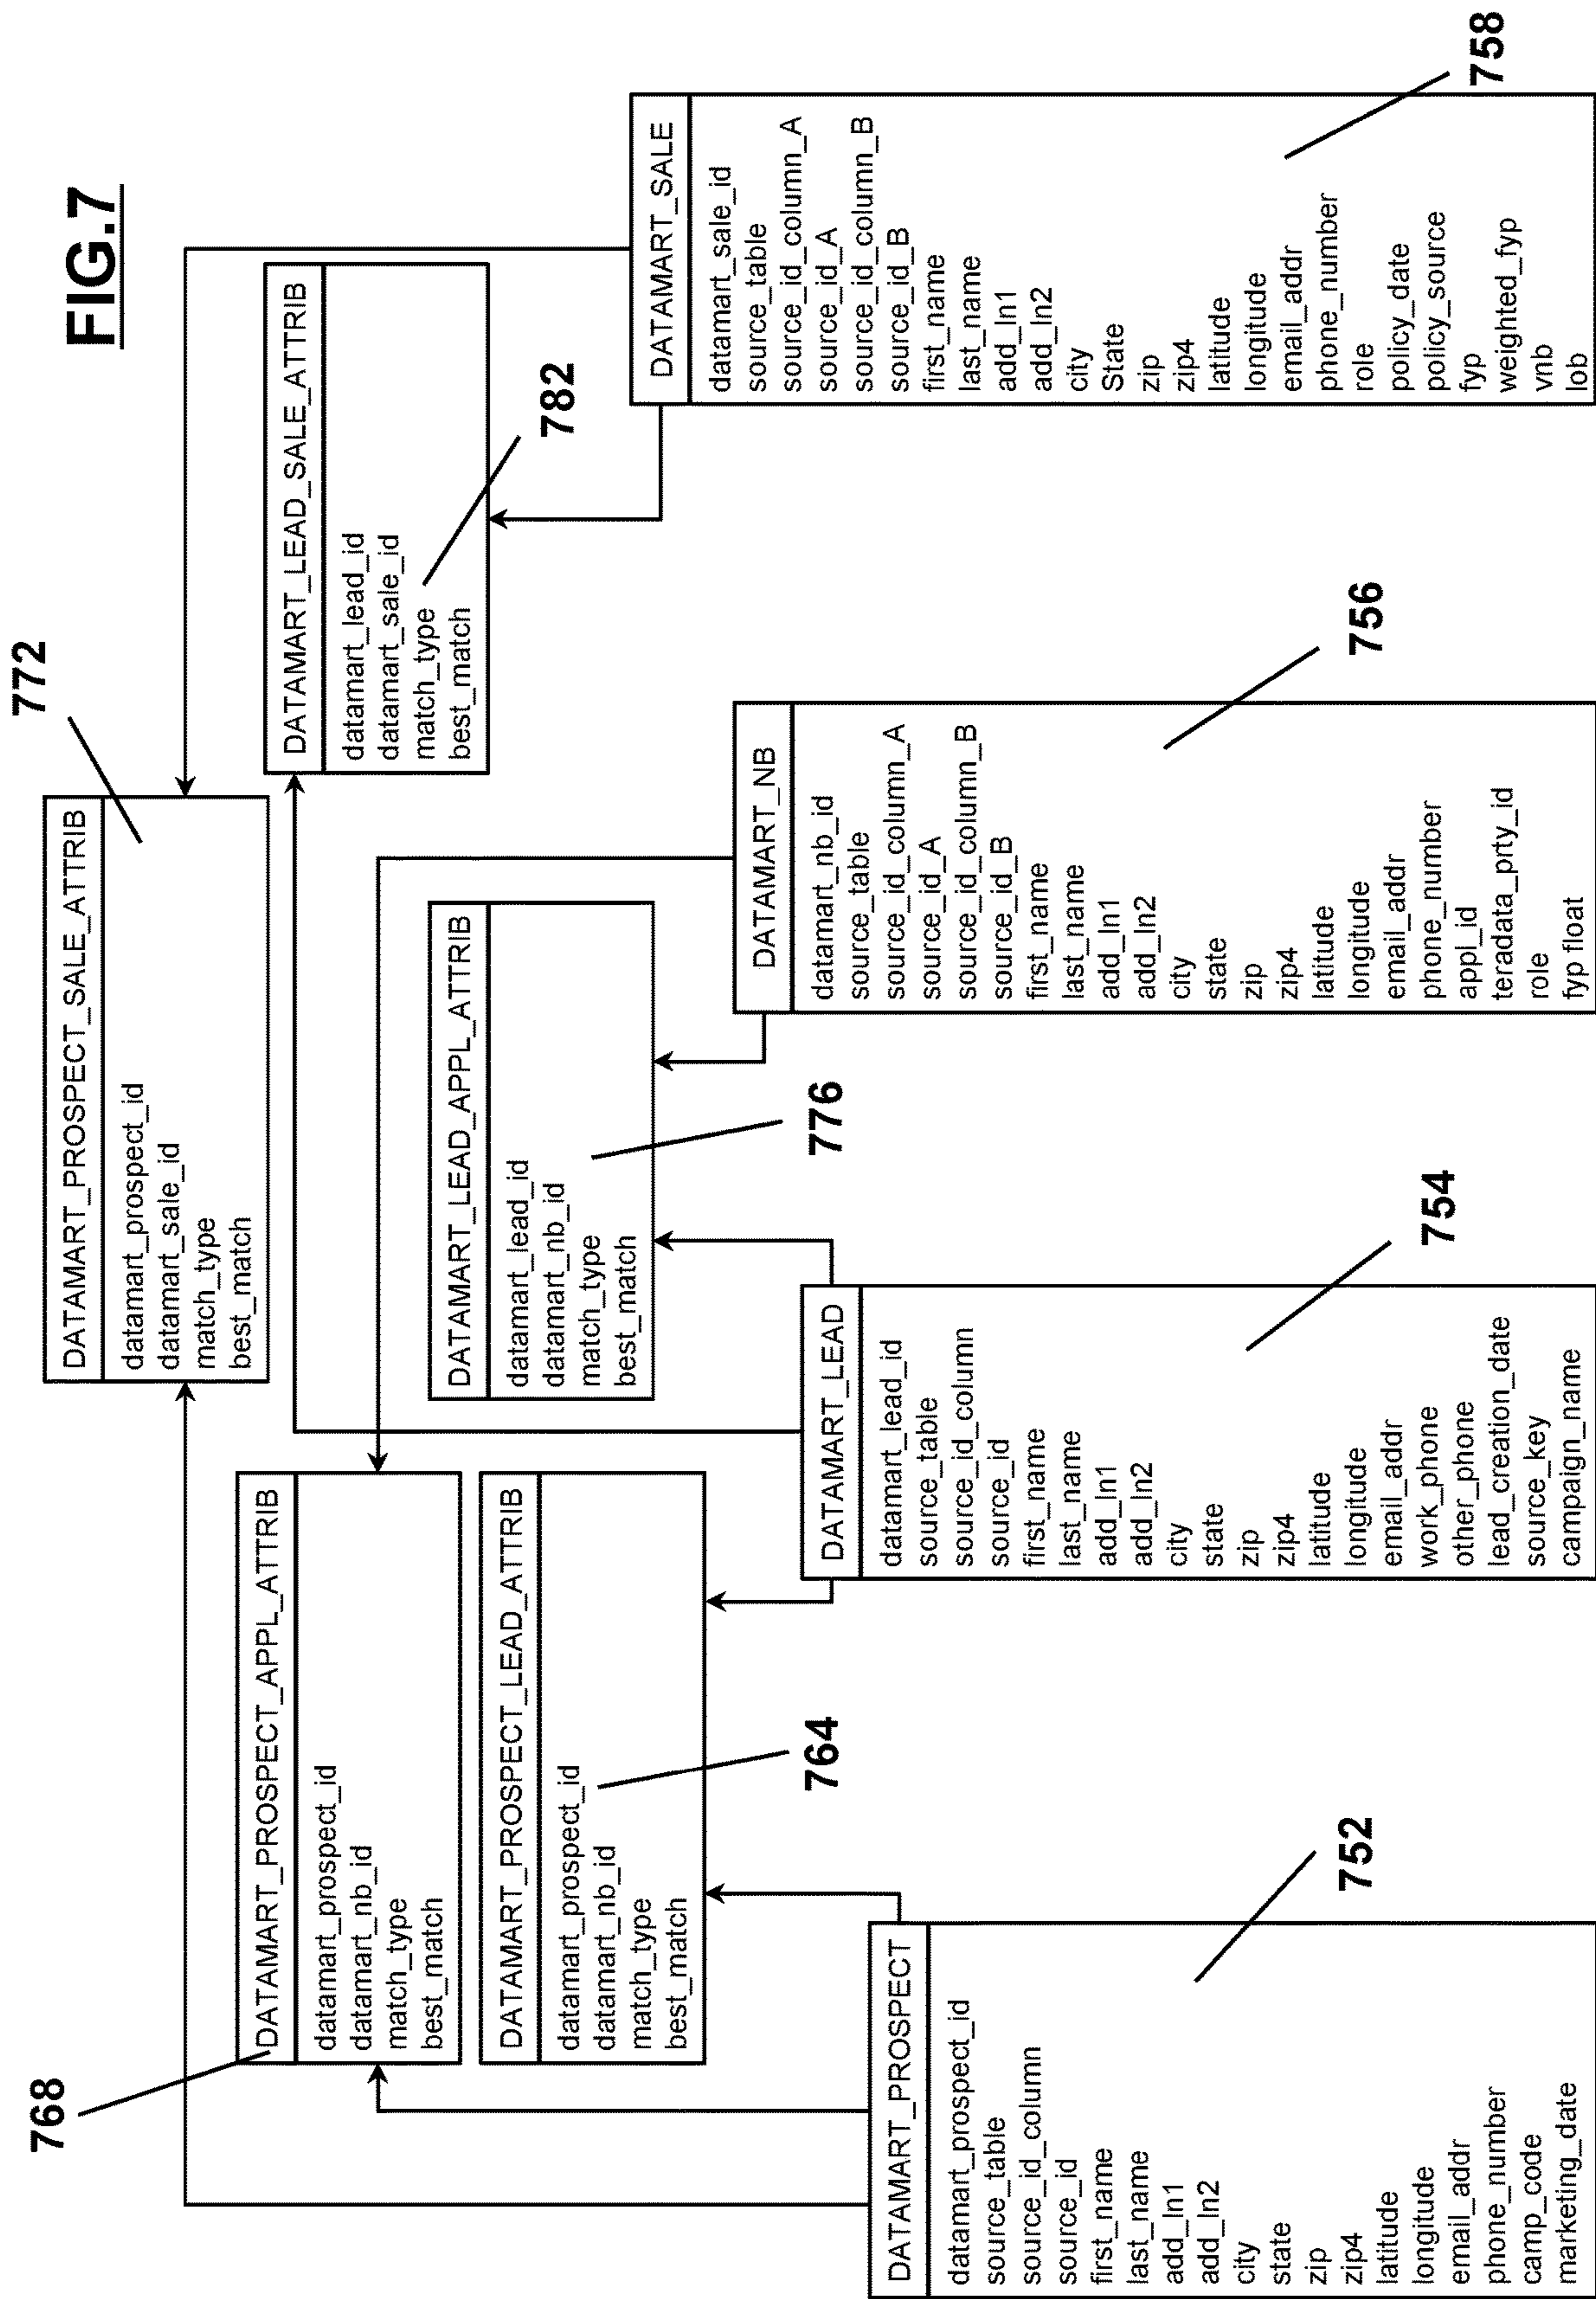 FIG.7
772
DATAMART_PROSPECT_SALE_ATTRIB
datamart_prospect_id
datamart_sale_id
match_type
best_match
768
DATAMART_PROSPECT_APPL_ATTRIB
datamart_prospect_id
datamart_nb_id
match_type
best_match
DATAMART_LEAD_SALE_ATTRIB
datamart_lead_id
datamart_sale_id
match_type
best_match
782
DATAMART_PROSPECT_LEAD_ATTRIB
datamart_prospect_id
datamart_nb_id
match_type
best_match
764
DATAMART_LEAD_APPL_ATTRIB
datamart_lead_id
datamart_nb_id
match_type
best_match
776
DATAMART_PROSPECT
datamart_prospect_id
source_table
source_id_column
source_id
first_name
last_name
add_ln1
add_ln2
city
state
zip
zip4
latitude
longitude
email_addr
phone_number
camp_code
marketing_date
752
DATAMART_LEAD
datamart_lead_id
source_table
source_id_column
source_id
first_name
last_name
add_ln1
add_ln2
city
state
zip
zip4
latitude
longitude
email_addr
work_phone
other_phone
lead_creation_date
source_key
campaign_name
754
DATAMART_NB
datamart_nb_id
source_table
source_id_column_A
source_id_A
source_id_column_B
source_id_B
first_name
last_name
add_ln1
add_ln2
city
state
zip
zip4
latitude
longitude
email_addr
phone_number
appl_id
teradata_prty_id
role
fyp float
756
DATAMART_SALE
datamart_sale_id
source_table
source_id_column_A
source_id_A
source_id_column_B
source_id_B
first_name
last_name
add_ln1
add_ln2
city
State
zip
zip4
latitude
longitude
email_addr
phone_number
role
policy_date
policy_source
fyp
weighted_fyp
vnb
lob
758